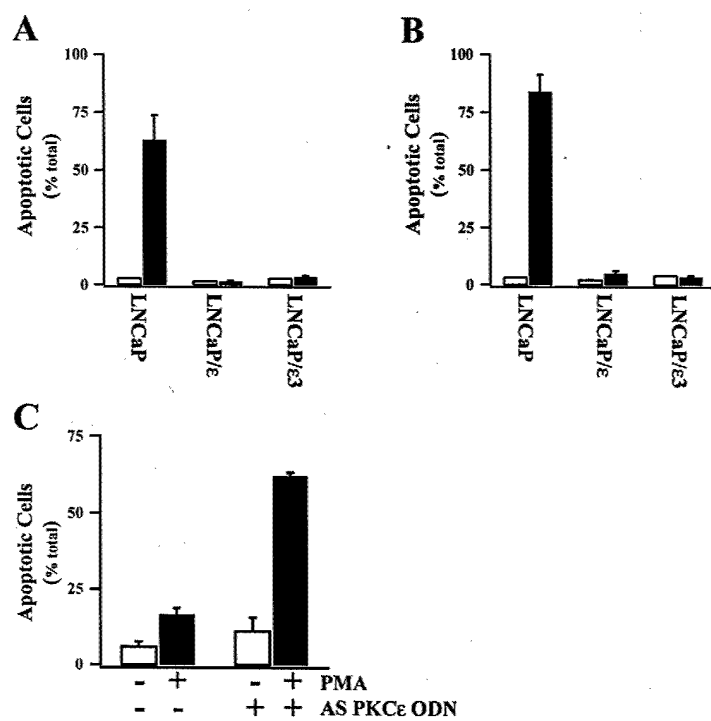 A
100
75
50
25
0
Apoptotic Cells
(% total)
LNCaP
LNCaP/ε
LNCaP/ε3
B
100
75
50
25
0
Apoptotic Cells
(% total)
LNCaP
LNCaP/ε
LNCaP/ε3
C
75
50
25
0
Apoptotic Cells
(% total)
- + - + PMA
- - + + AS PKCε ODN